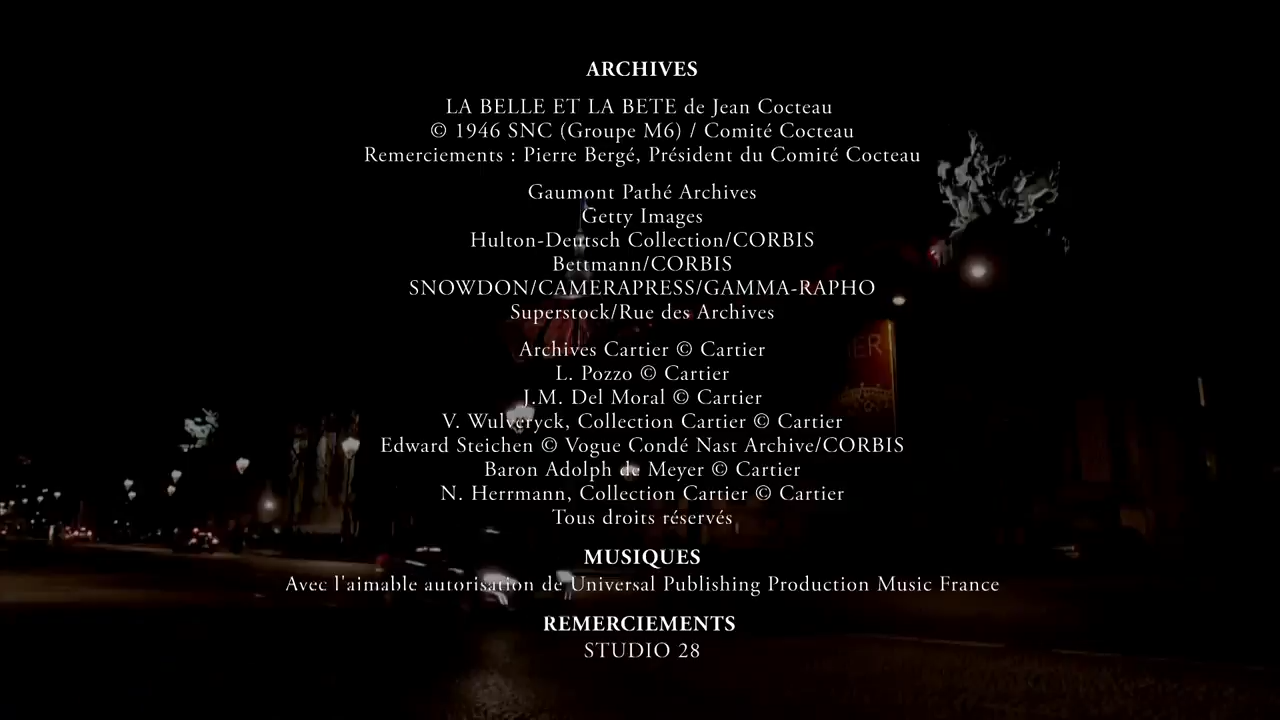 ARCHIVES
LA BELLE ET LA BETE de Jean Cocteau
© 1946 SNC (Groupe M6) / Comité Cocteau
Remerciements : Pierre Bergé, Président du Comité Cocteau
Gaumont Pathé Archives
Getty Images
Hulton-Deutsch Collection/CORBIS
Bettmann/CORBIS
SNOWDON/CAMERAPRESS/GAMMA-RAPHO
Superstock/Rue des Archives
Archives Cartier © Cartier
L. Pozzo © Cartier
J.M. Del Moral © Cartier
V. Wulveryck, Collection Cartier © Cartier
Edward Steichen © Vogue Condé Nast Archive/CORBIS
Baron Adolph de Meyer © Cartier
N. Herrmann, Collection Cartier © Cartier
Tous droits réservés
MUSIQUES
Avec l'aimable autorisation de Universal Publishing Production Music France
REMERCIEMENTS
STUDIO 28